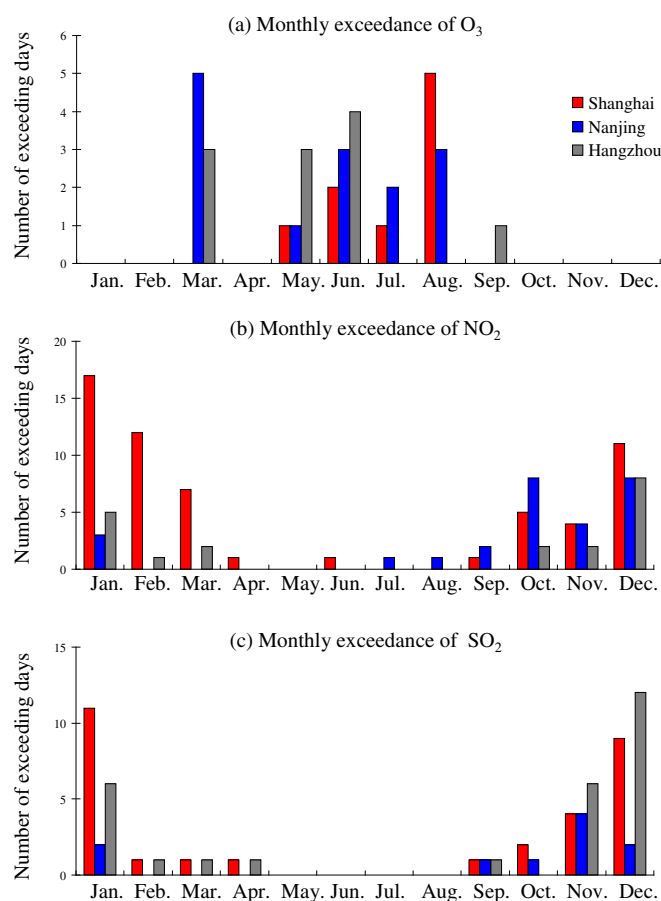 (a) Monthly exceedance of O₃
Number of exceeding days
6
5
4
3
2
1
0
Shanghai
Nanjing
Hangzhou
Jan. Feb. Mar. Apr. May. Jun. Jul. Aug. Sep. Oct. Nov. Dec.
(b) Monthly exceedance of NO₂
Number of exceeding days
20
15
10
5
0
Jan. Feb. Mar. Apr. May. Jun. Jul. Aug. Sep. Oct. Nov. Dec.
(c) Monthly exceedance of SO₂
Number of exceeding days
15
10
5
0
Jan. Feb. Mar. Apr. May. Jun. Jul. Aug. Sep. Oct. Nov. Dec.